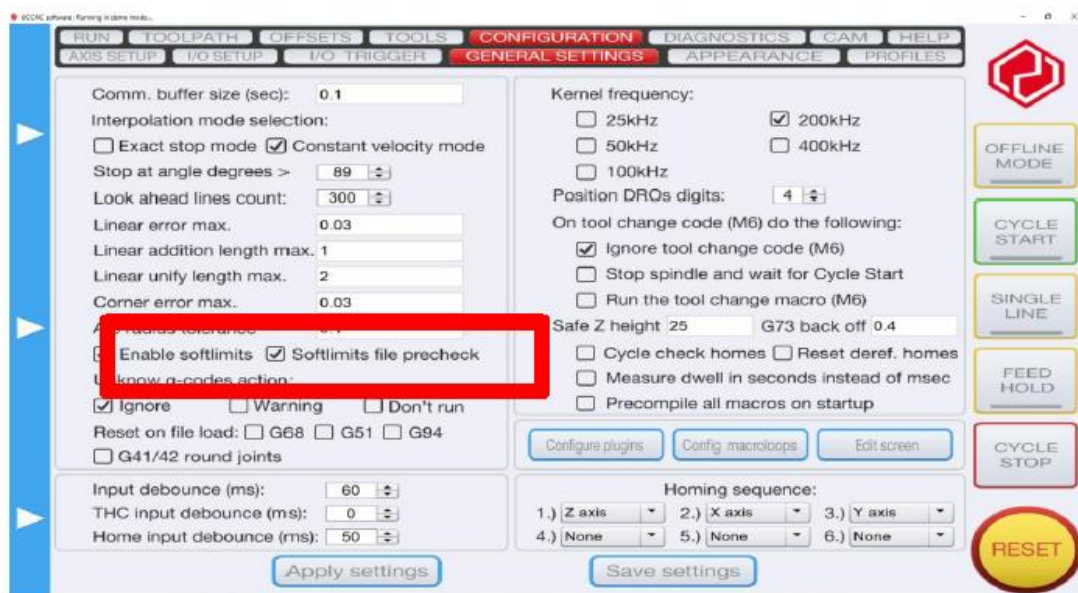 UCCNC software: Running in demo mode...
RUN TOOLPATH OFFSETS TOOLS CONFIGURATION DIAGNOSTICS CAM HELP
AXIS SETUP I/O SETUP I/O TRIGGER GENERAL SETTINGS APPEARANCE PROFILES
Comm. buffer size (sec): 0.1
Interpolation mode selection:
Exact stop mode Constant velocity mode
Stop at angle degrees > 89
Look ahead lines count: 300
Linear error max. 0.03
Linear addition length max. 1
Linear unify length max. 2
Corner error max. 0.03
radius tolerance
Enable softlimits Softlimits file precheck
g-codes action:
Ignore Warning Don't run
Reset on file load: G68 G51 G94
G41/42 round joints
Input debounce (ms): 60
THC input debounce (ms): 0
Home input debounce (ms): 50
Apply settings
Kernel frequency:
25kHz 200kHz
50kHz 400kHz
100kHz
Position DROs digits: 4
On tool change code (M6) do the following:
Ignore tool change code (M6)
Stop spindle and wait for Cycle Start
Run the tool change macro (M6)
Safe Z height 25 G73 back off 0.4
Cycle check homes Reset deref. homes
Measure dwell in seconds instead of msec
Precompile all macros on startup
Configure plugins Config. macroloops Edit screen
Homing sequence:
1.) Z axis 2.) X axis 3.) Y axis
4.) None 5.) None 6.) None
Save settings
OFFLINE
MODE
CYCLE
START
SINGLE
LINE
FEED
HOLD
CYCLE
STOP
RESET